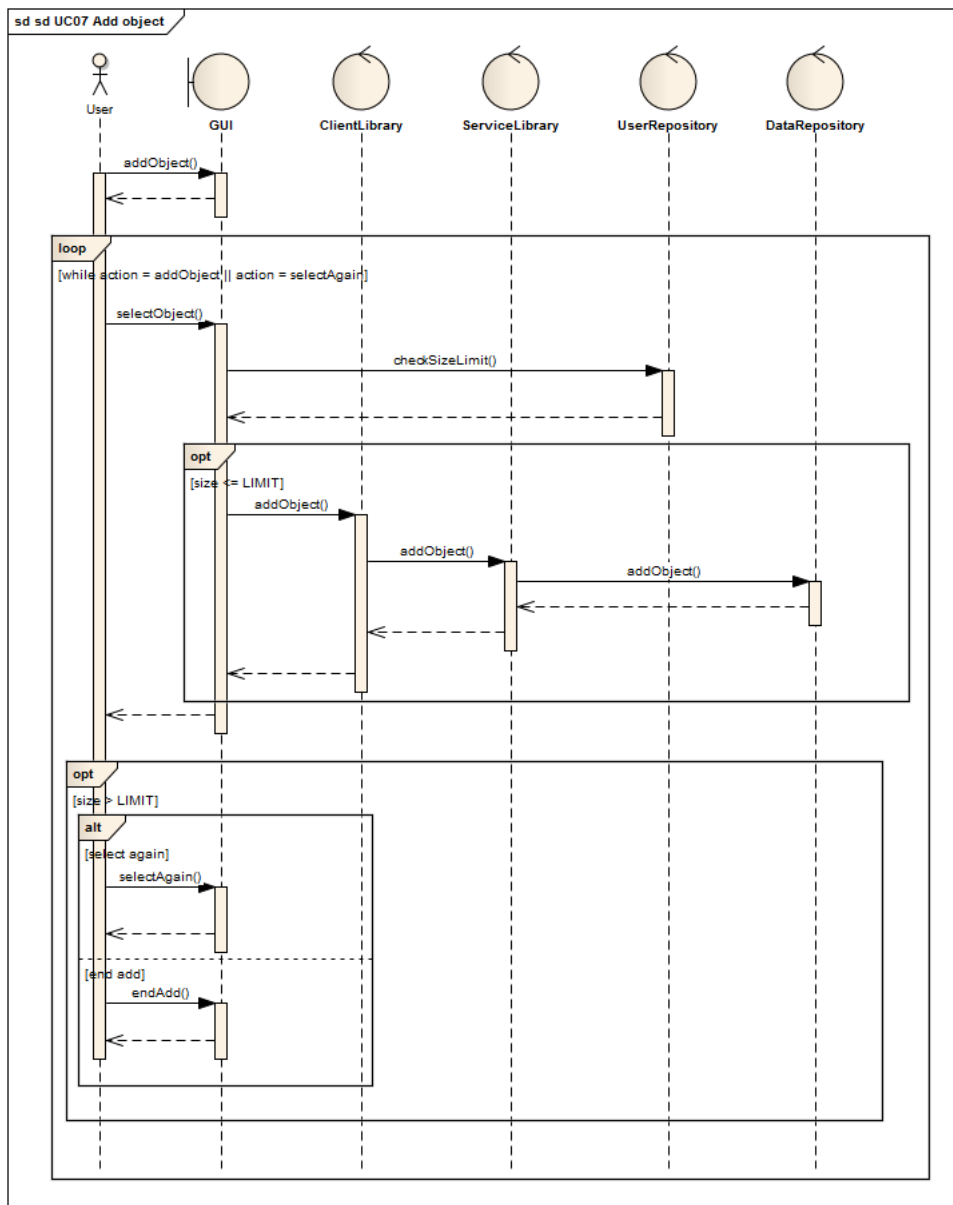 sd sd UC07 Add object
User
GUI
ClientLibrary
ServiceLibrary
UserRepository
DataRepository
addObject()
loop
[while action = addObject || action = selectAgain]
selectObject()
checkSizeLimit()
opt
[size <= LIMIT]
addObject()
addObject()
addObject()
opt
[size > LIMIT]
alt
[select again]
selectAgain()
[end add]
endAdd()